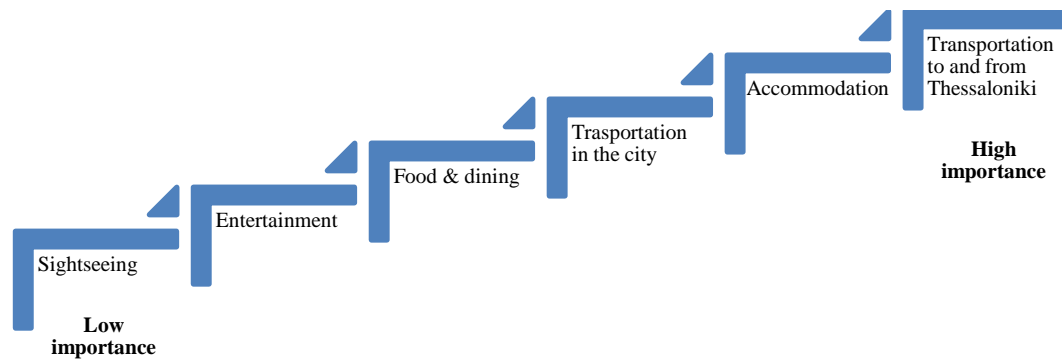 Sightseeing
Low
importance
Entertainment
Food & dining
Trasportation
in the city
Accommodation
Transportation
to and from
Thessaloniki
High
importance